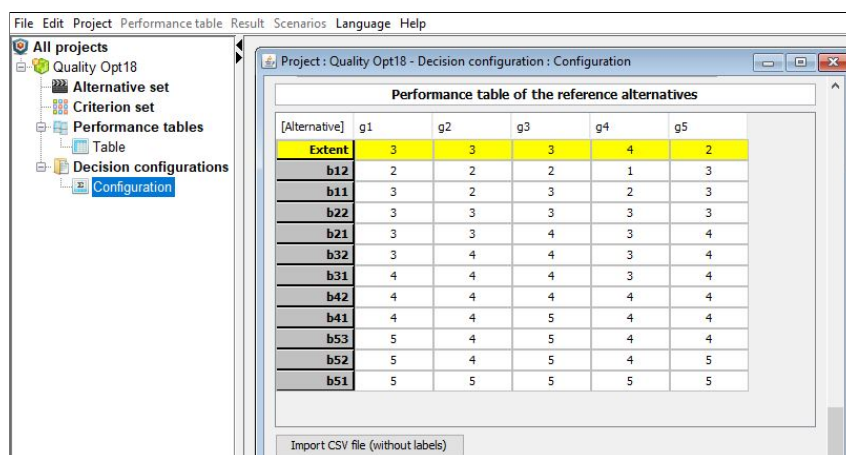 File Edit Project Performance table Result Scenarios Language Help
All projects
Quality Opt18
Alternative set
Criterion set
Performance tables
Table
Decision configurations
Configuration
Project : Quality Opt18 - Decision configuration : Configuration
Performance table of the reference alternatives
[Alternative] g1 g2 g3 g4 g5
Extent 3 3 3 4 2
b12 2 2 2 1 3
b11 3 2 3 2 3
b22 3 3 3 3 3
b21 3 3 4 3 4
b32 3 4 4 3 4
b31 4 4 4 3 4
b42 4 4 4 4 4
b41 4 4 5 4 4
b53 5 4 5 4 4
b52 5 4 5 4 5
b51 5 5 5 5 5
Import CSV file (without labels)